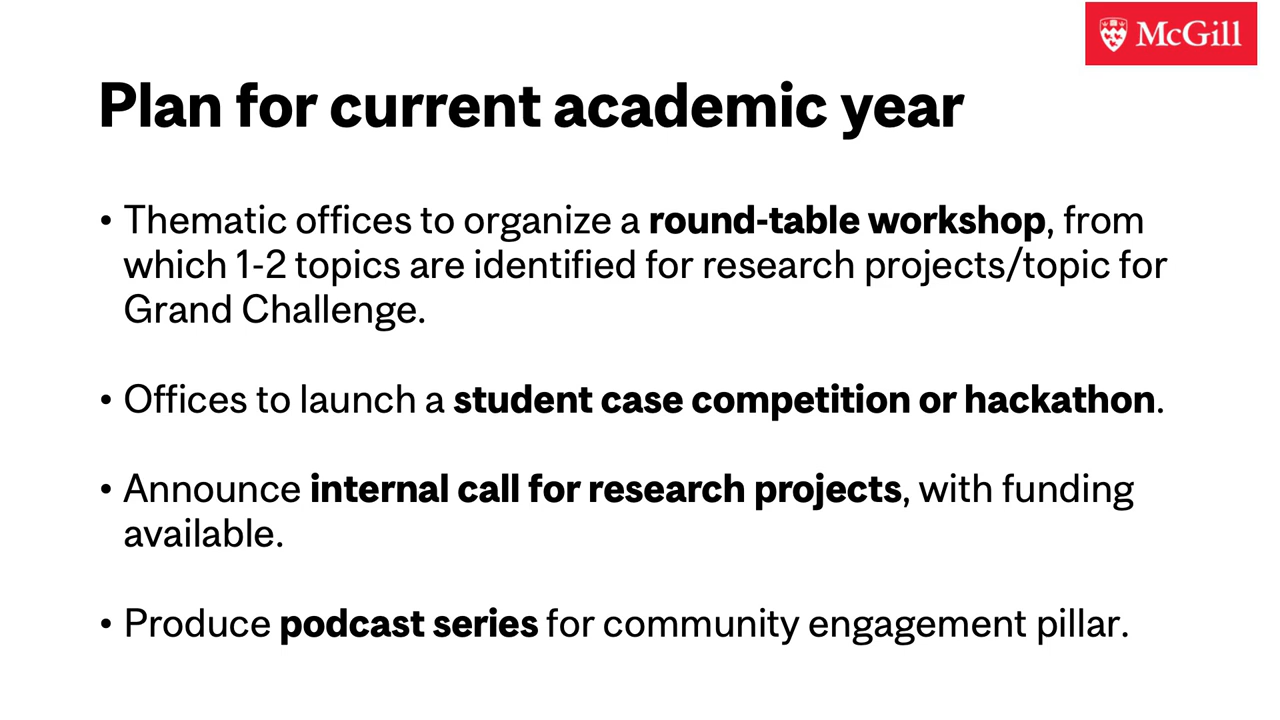 McGill
Plan for current academic year
• Thematic offices to organize a round-table workshop, from
which 1-2 topics are identified for research projects/topic for
Grand Challenge.
• Offices to launch a student case competition or hackathon.
• Announce internal call for research projects, with funding
available.
• Produce podcast series for community engagement pillar.